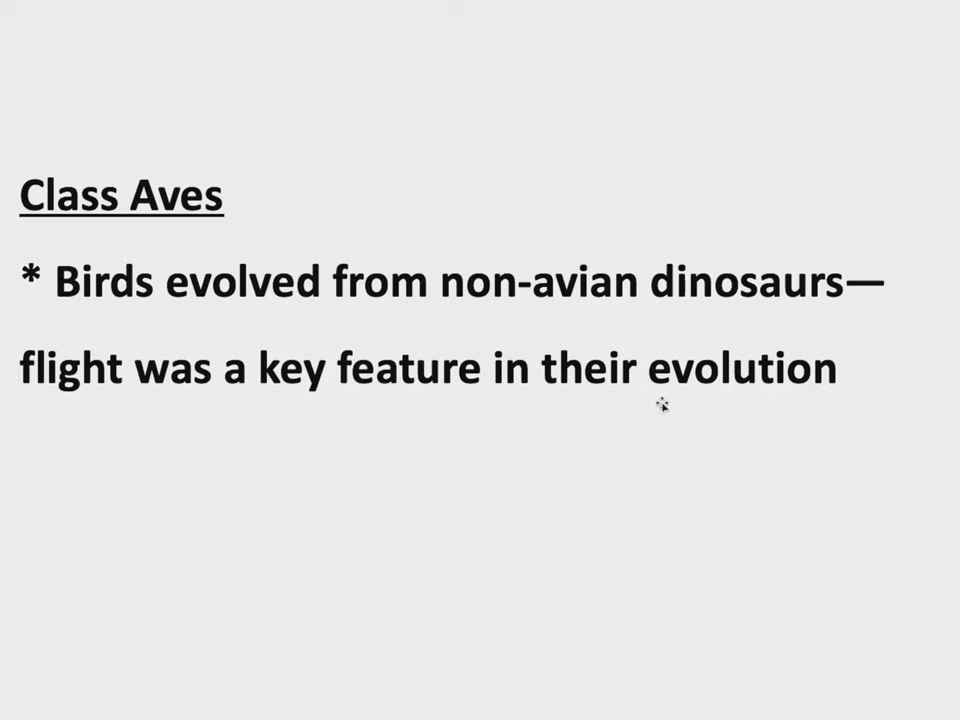 Class Aves
* Birds evolved from non-avian dinosaurs—
flight was a key feature in their evolution